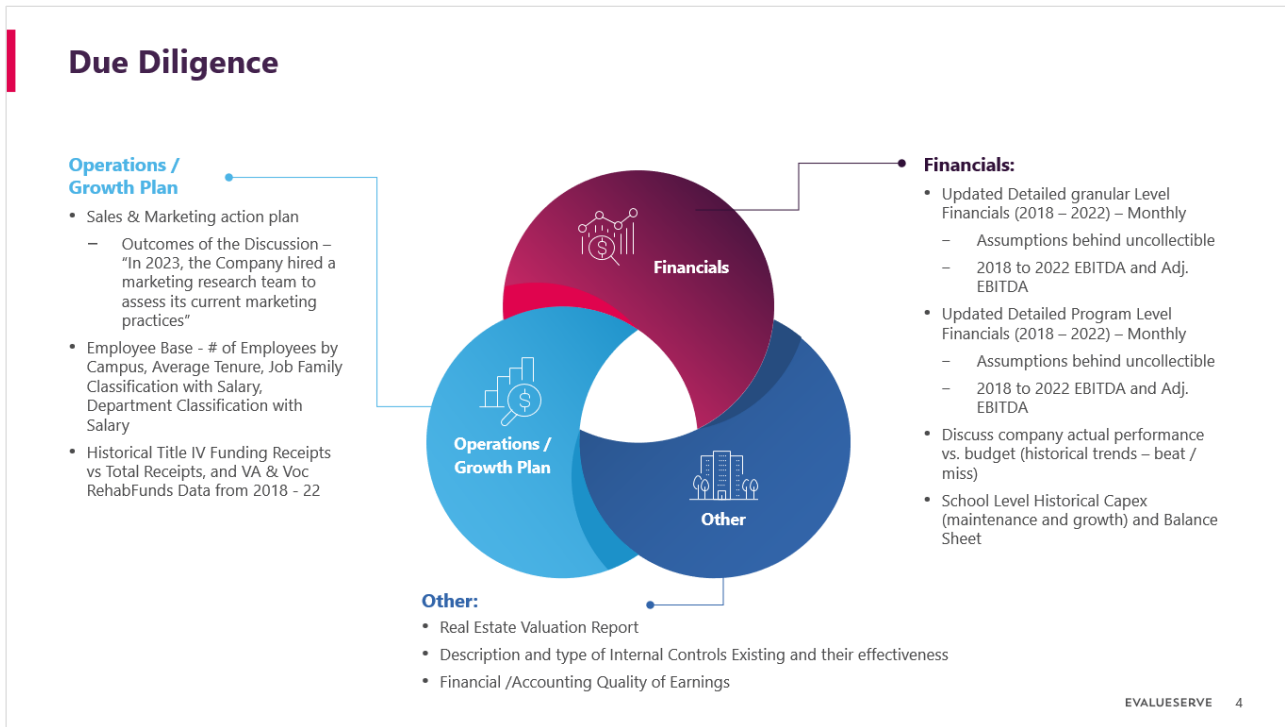 Due Diligence
Operations /
Growth Plan
• Sales & Marketing action plan
– Outcomes of the Discussion –
“In 2023, the Company hired a
marketing research team to
assess its current marketing
practices”
• Employee Base - # of Employees by
Campus, Average Tenure, Job Family
Classification with Salary,
Department Classification with
Salary
• Historical Title IV Funding Receipts
vs Total Receipts, and VA & Voc
RehabFunds Data from 2018 - 22
Financials
Operations /
Growth Plan
Other
Financials:
• Updated Detailed granular Level
Financials (2018 – 2022) – Monthly
– Assumptions behind uncollectible
– 2018 to 2022 EBITDA and Adj.
EBITDA
• Updated Detailed Program Level
Financials (2018 – 2022) – Monthly
– Assumptions behind uncollectible
– 2018 to 2022 EBITDA and Adj.
EBITDA
• Discuss company actual performance
vs. budget (historical trends – beat /
miss)
• School Level Historical Capex
(maintenance and growth) and Balance
Sheet
Other:
• Real Estate Valuation Report
• Description and type of Internal Controls Existing and their effectiveness
• Financial /Accounting Quality of Earnings
EVALUESERVE 4